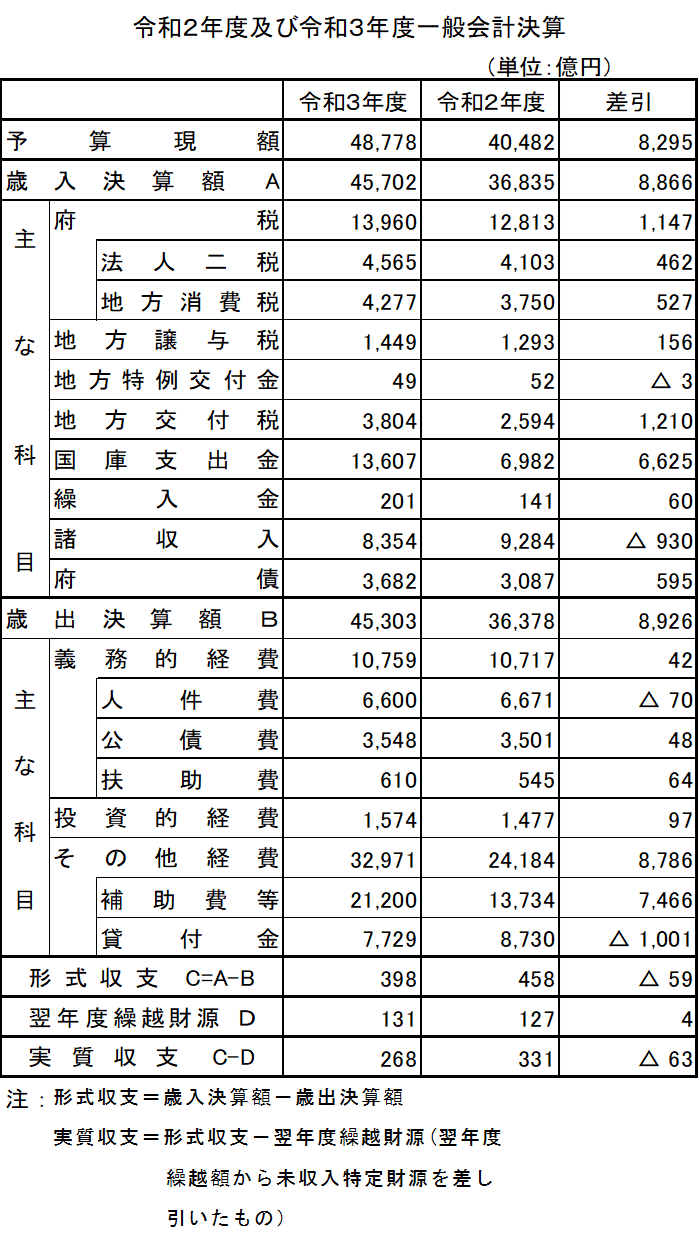 令和２年度及び令和３年度一般会計決算
（単位：億円）
令和３年度 令和２年度 差引
予算現額 48,778 40,482 8,295
歳入決算額 A 45,702 36,835 8,866
主な科目
府税 13,960 12,813 1,147
法人二税 4,565 4,103 462
地方消費税 4,277 3,750 527
地方譲与税 1,449 1,293 156
地方特例交付金 49 52 △ 3
地方交付税 3,804 2,594 1,210
国庫支出金 13,607 6,982 6,625
繰入金 201 141 60
諸収入 8,354 9,284 △ 930
府債 3,682 3,087 595
歳出決算額 B 45,303 36,378 8,926
主な科目
義務的経費 10,759 10,717 42
人件費 6,600 6,671 △ 70
公債費 3,548 3,501 48
扶助費 610 545 64
投資的経費 1,574 1,477 97
その他経費 32,971 24,184 8,786
補助費等 21,200 13,734 7,466
貸付金 7,729 8,730 △ 1,001
形式収支 C=A-B 398 458 △ 59
翌年度繰越財源 D 131 127 4
実質収支 C-D 268 331 △ 63
注：形式収支＝歳入決算額－歳出決算額
実質収支＝形式収支－翌年度繰越財源（翌年度
繰越額から未収入特定財源を差し
引いたもの）